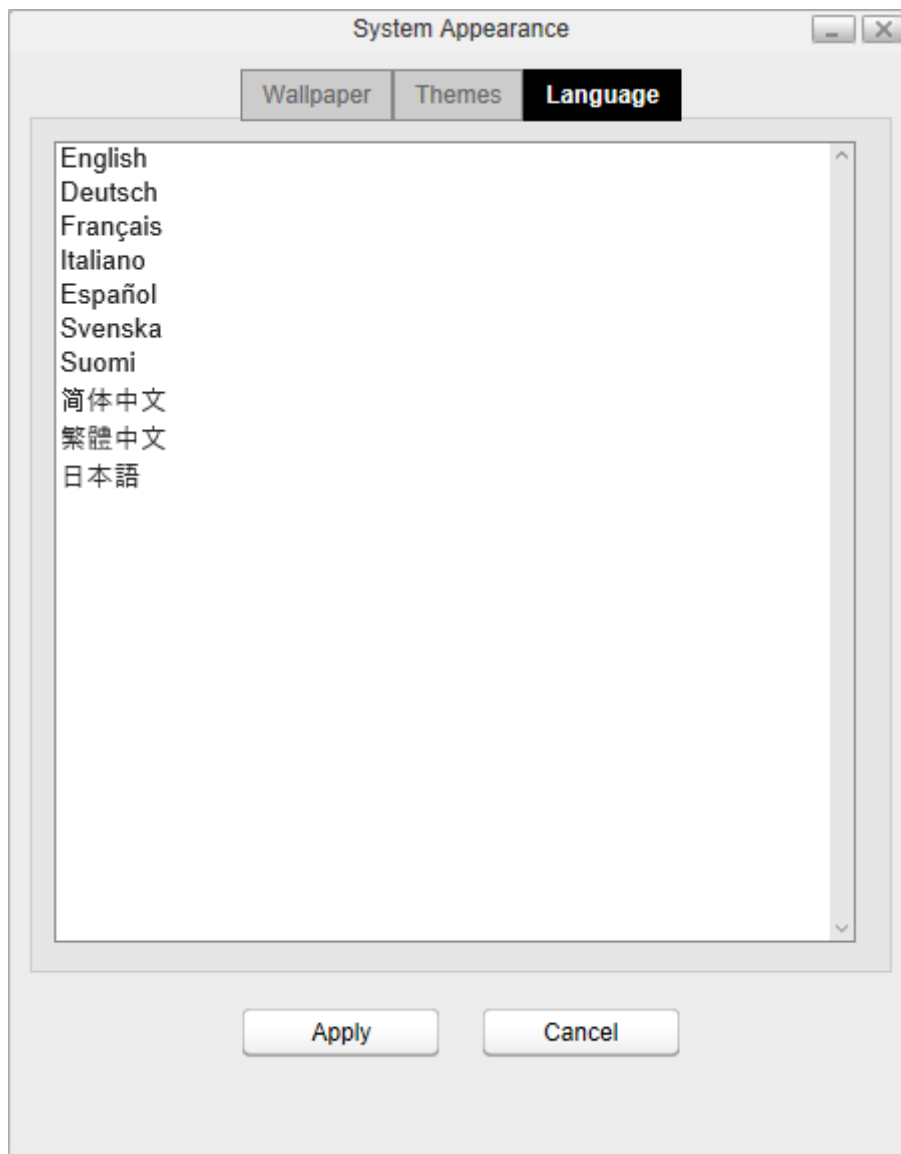 System Appearance
Wallpaper Themes Language
English
Deutsch
Français
Italiano
Español
Svenska
Suomi
简体中文
繁體中文
日本語
Apply Cancel